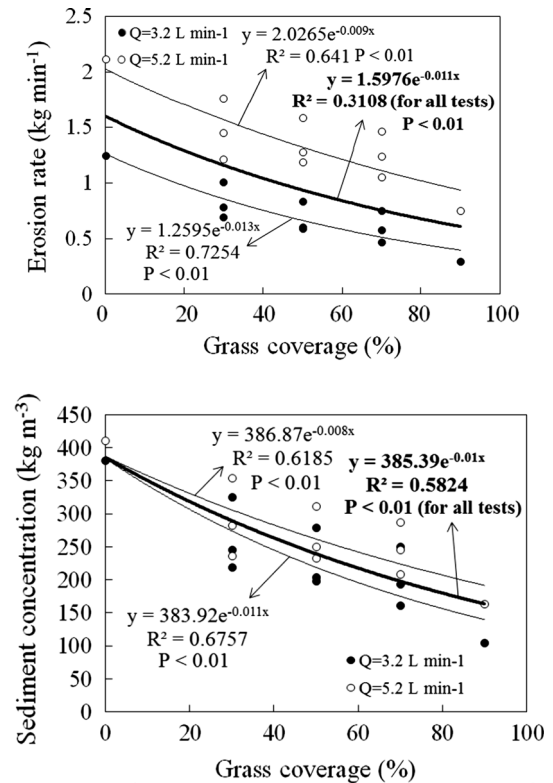 Erosion rate (kg min⁻¹)
2.5
2
1.5
1
0.5
0
● Q=3.2 L min-1
○ Q=5.2 L min-1
y = 2.0265e^-0.009x
R² = 0.641 P < 0.01
y = 1.5976e^-0.011x
R² = 0.3108 (for all tests)
P < 0.01
y = 1.2595e^-0.013x
R² = 0.7254
P < 0.01
0 20 40 60 80 100
Grass coverage (%)
Sediment concentration (kg m⁻³)
450
400
350
300
250
200
150
100
50
0
y = 386.87e^-0.008x
R² = 0.6185
P < 0.01
y = 385.39e^-0.01x
R² = 0.5824
P < 0.01 (for all tests)
y = 383.92e^-0.011x
R² = 0.6757
P < 0.01
● Q=3.2 L min-1
○ Q=5.2 L min-1
0 20 40 60 80 100
Grass coverage (%)